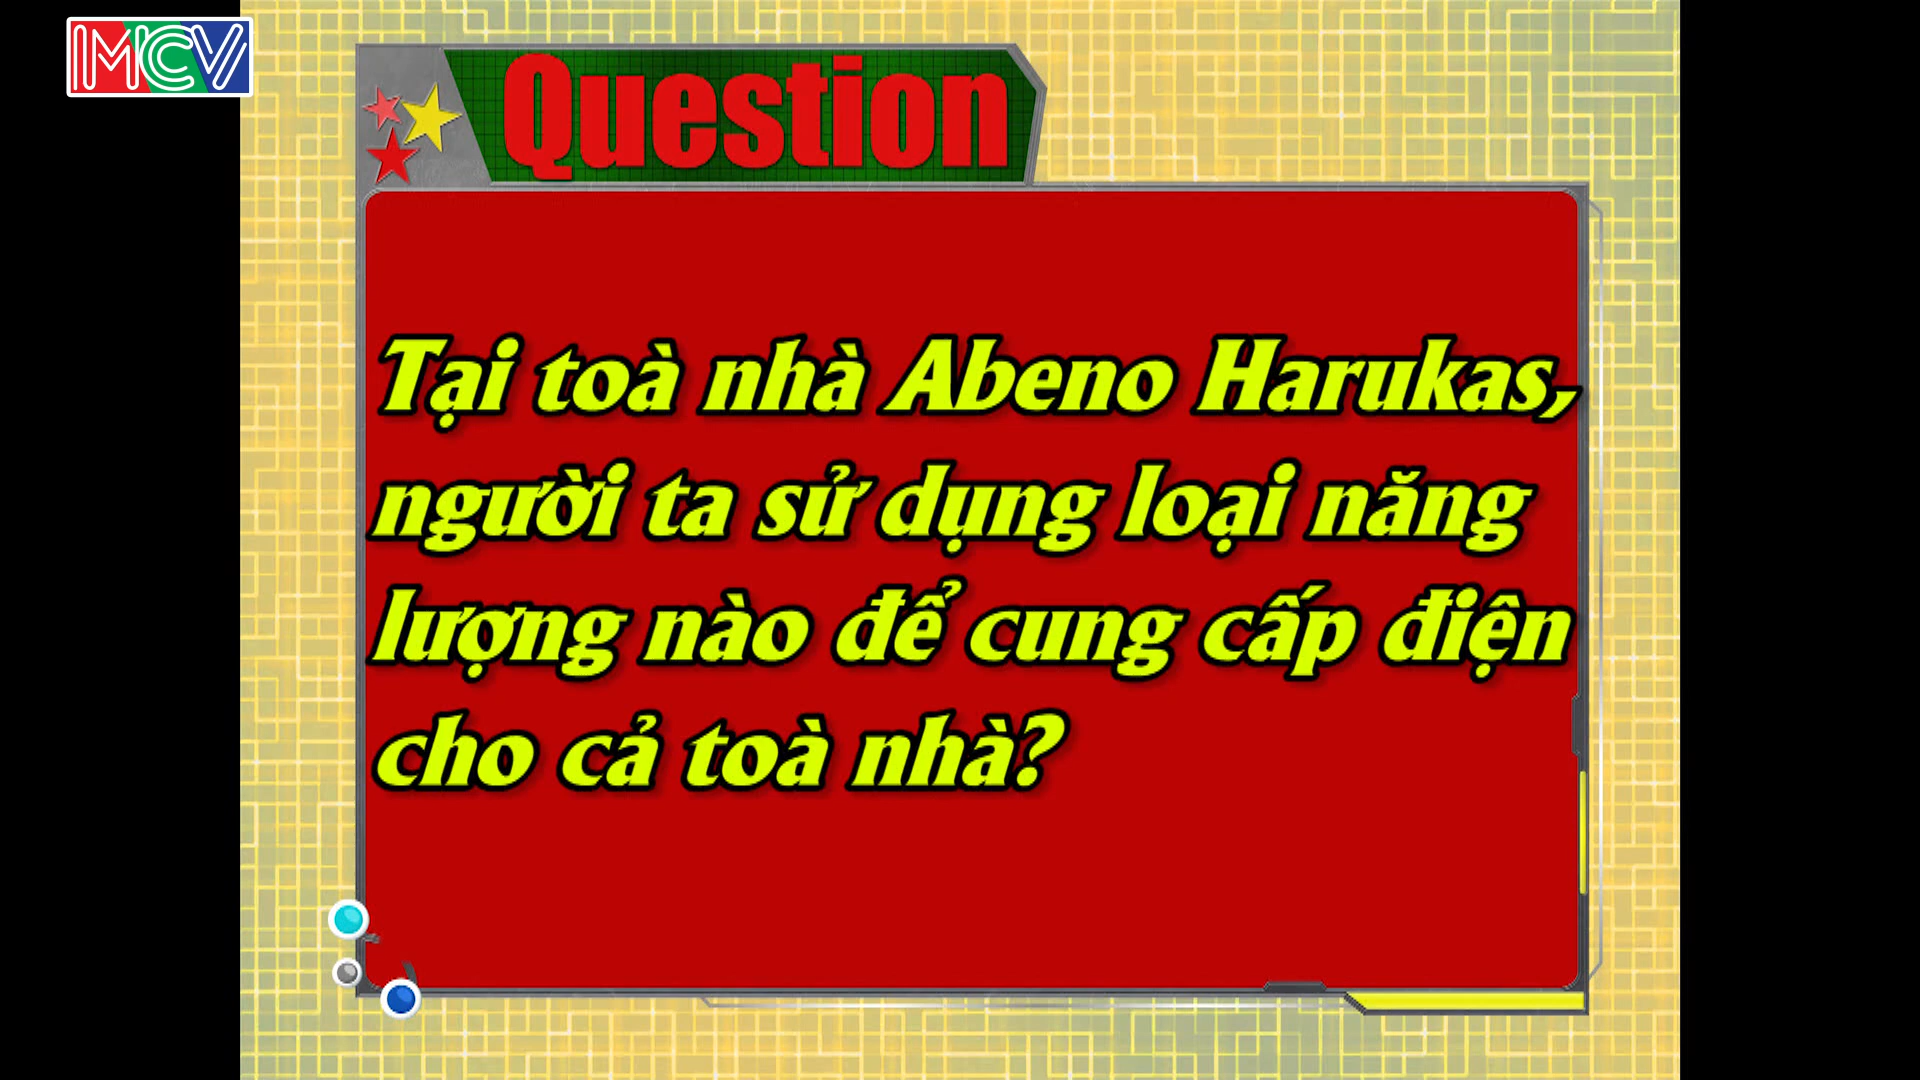 MCV
Question
Tại toà nhà Abeno Harukas,
người ta sử dụng loại năng
lượng nào để cung cấp điện
cho cả toà nhà?